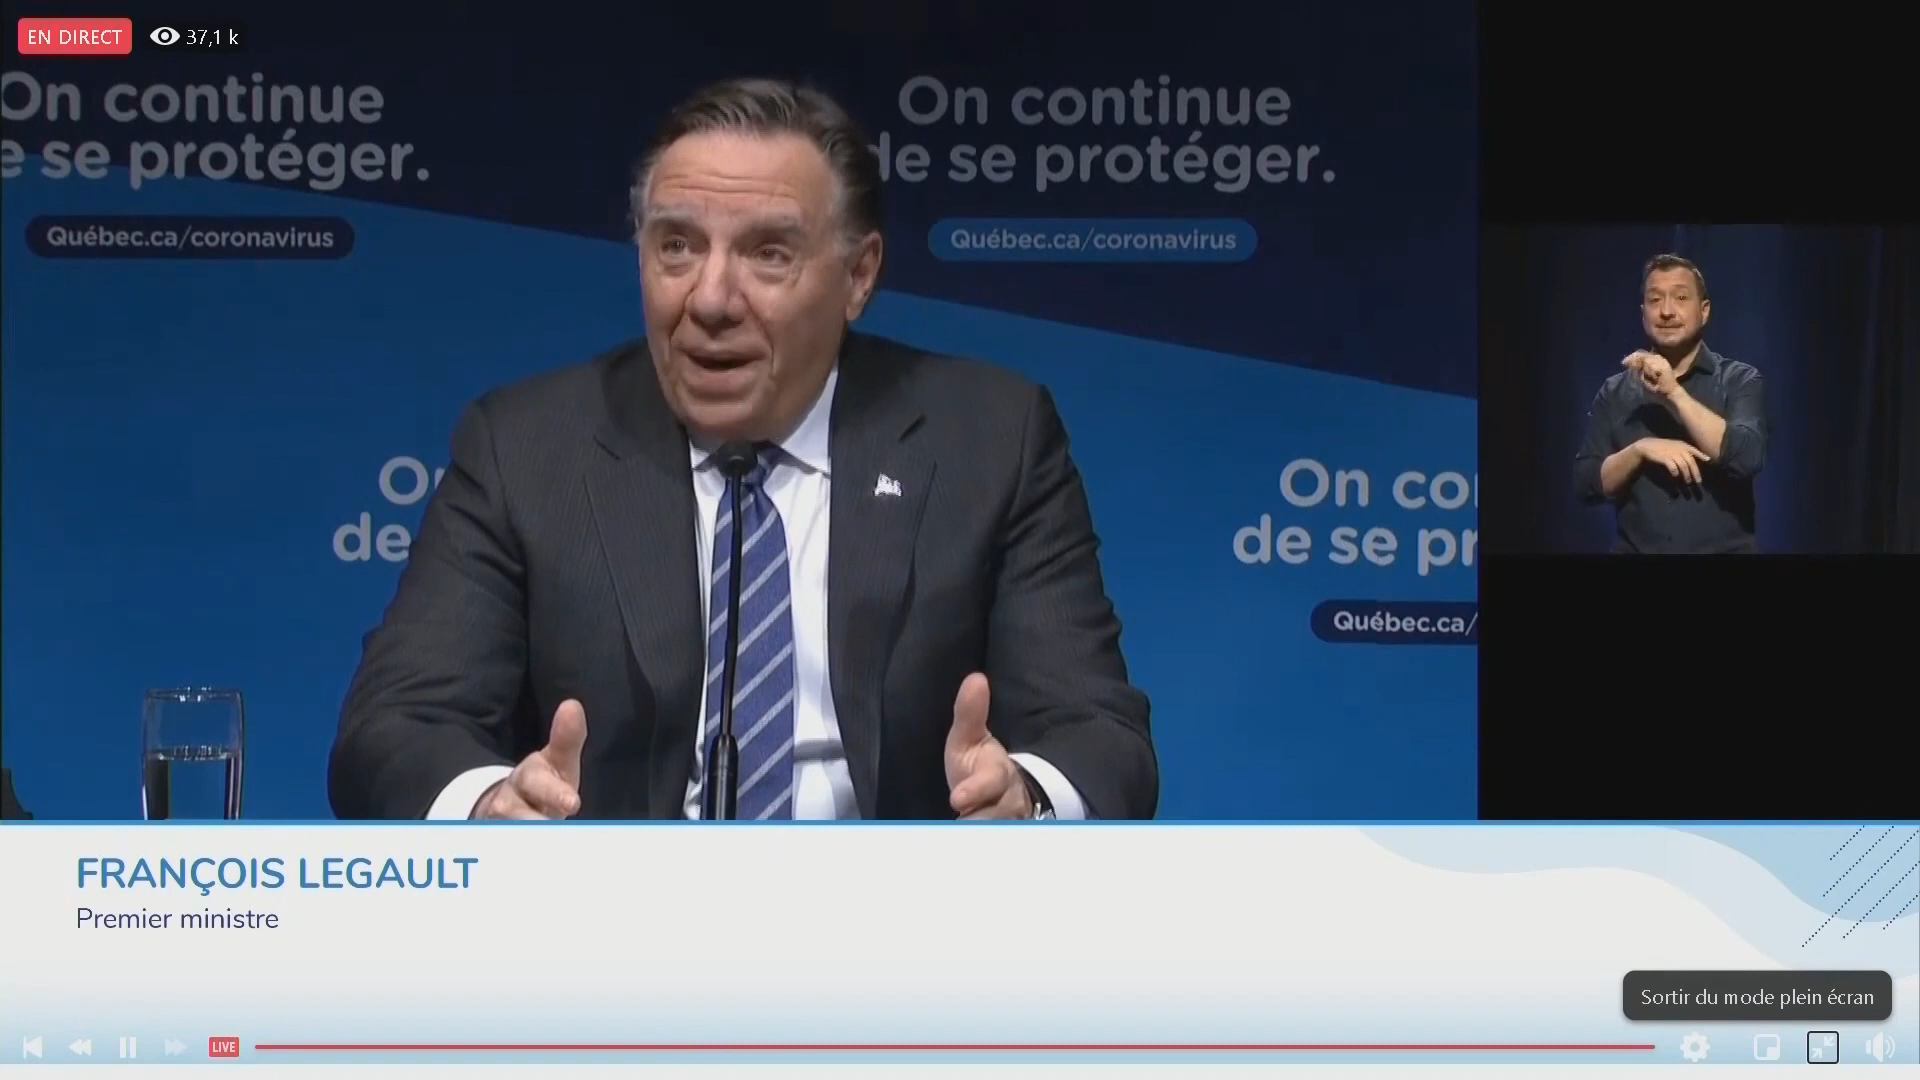 EN DIRECT
37,1 k
On continue
e se protéger.
Québec.ca/coronavirus
On continue
de se protéger.
Québec.ca/coronavirus
O
de
On co
de se pr
Québec.ca/
FRANÇOIS LEGAULT
Premier ministre
Sortir du mode plein écran
LIVE